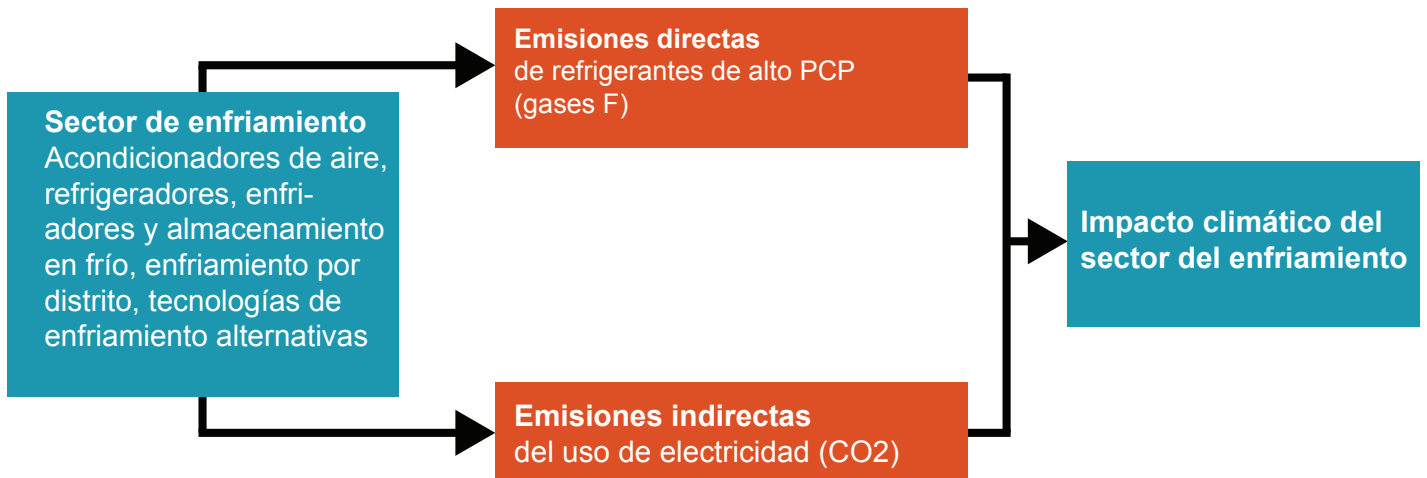 Sector de enfriamiento
Acondicionadores de aire,
refrigeradores, enfri-
adores y almacenamiento
en frío, enfriamiento por
distrito, tecnologías de
enfriamiento alternativas
Emisiones directas
de refrigerantes de alto PCP
(gases F)
Emisiones indirectas
del uso de electricidad (CO2)
Impacto climático del
sector del enfriamiento